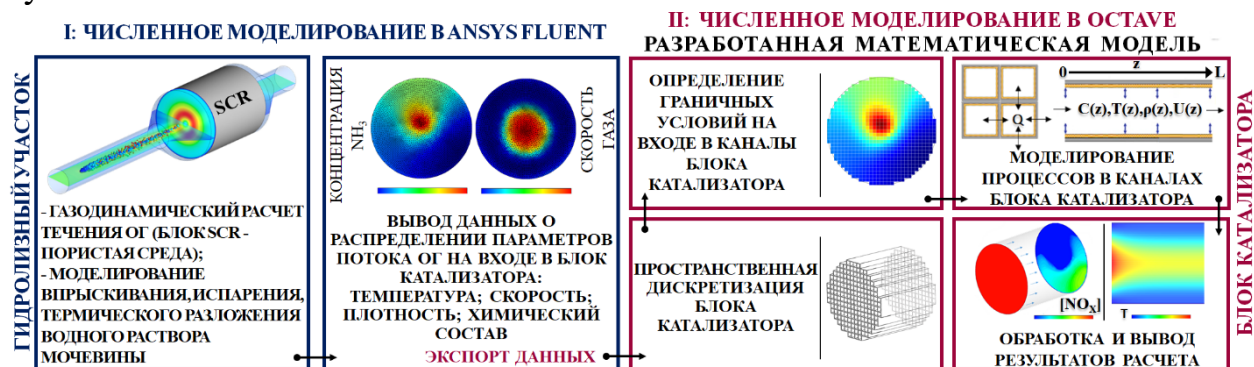 I: ЧИСЛЕННОЕ МОДЕЛИРОВАНИЕ В ANSYS FLUENT
ГИДРОЛИЗНЫЙ УЧАСТОК
SCR
- ГАЗОДИНАМИЧЕСКИЙ РАСЧЕТ
ТЕЧЕНИЯ ОГ (БЛОК SCR -
ПОРИСТАЯ СРЕДА);
- МОДЕЛИРОВАНИЕ
ВПРЫСКИВАНИЯ, ИСПАРЕНИЯ,
ТЕРМИЧЕСКОГО РАЗЛОЖЕНИЯ
ВОДНОГО РАСТВОРА
МОЧЕВИНЫ
КОНЦЕНТРАЦИЯ
NH₃
СКОРОСТЬ
ГАЗА
ВЫВОД ДАННЫХ О
РАСПРЕДЕЛЕНИИ ПАРАМЕТРОВ
ПОТОКА ОГ НА ВХОДЕ В БЛОК
КАТАЛИЗАТОРА:
ТЕМПЕРАТУРА; СКОРОСТЬ;
ПЛОТНОСТЬ; ХИМИЧЕСКИЙ
СОСТАВ
ЭКСПОРТ ДАННЫХ
II: ЧИСЛЕННОЕ МОДЕЛИРОВАНИЕ В OCTAVE
РАЗРАБОТАННАЯ МАТЕМАТИЧЕСКАЯ МОДЕЛЬ
ОПРЕДЕЛЕНИЕ
ГРАНИЧНЫХ
УСЛОВИЙ НА
ВХОДЕ В КАНАЛЫ
БЛОКА
КАТАЛИЗАТОРА
Q
0 z L
C(z),T(z),ρ(z),U(z)
МОДЕЛИРОВАНИЕ
ПРОЦЕССОВ В КАНАЛАХ
БЛОКА КАТАЛИЗАТОРА
ПРОСТРАНСТВЕННАЯ
ДИСКРЕТИЗАЦИЯ
БЛОКА
КАТАЛИЗАТОРА
[NOₓ]
T
ОБРАБОТКА И ВЫВОД
РЕЗУЛЬТАТОВ РАСЧЕТА
БЛОК КАТАЛИЗАТОРА